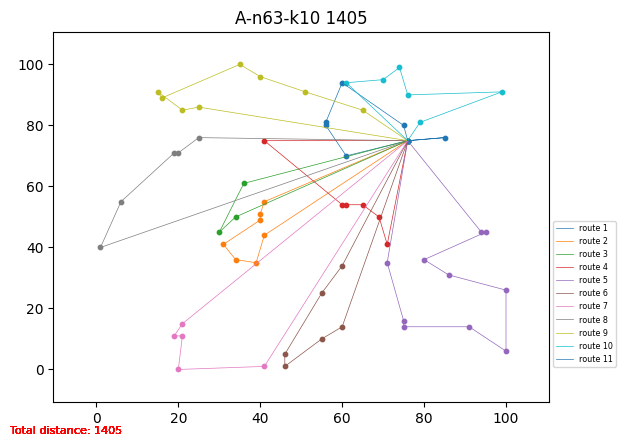 A-n63-k10 1405
100
80
60
40
20
0
0 20 40 60 80 100
route 1
route 2
route 3
route 4
route 5
route 6
route 7
route 8
route 9
route 10
route 11
Total distance: 1405